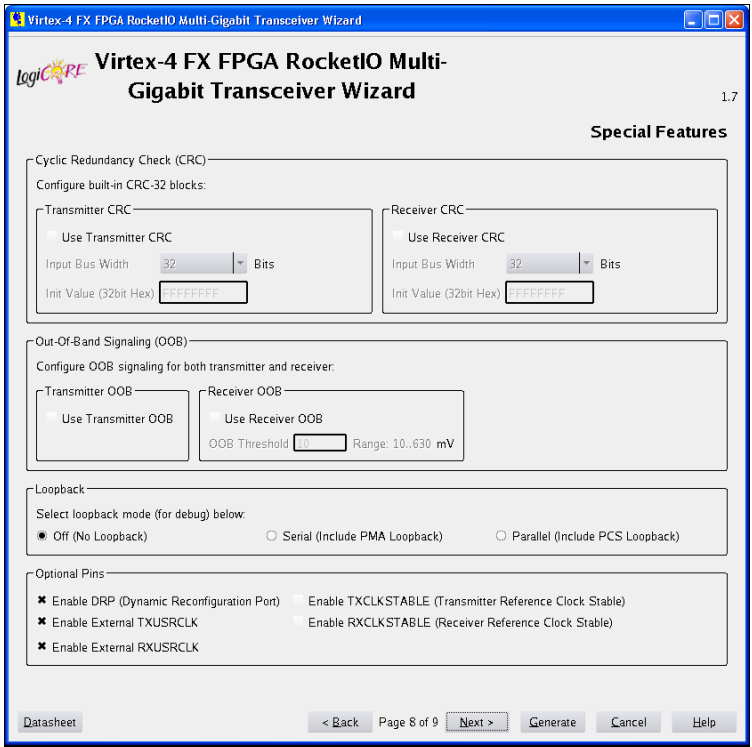 Virtex-4 FX FPGA RocketIO Multi-Gigabit Transceiver Wizard
LogiCORE
Virtex-4 FX FPGA RocketIO Multi-
Gigabit Transceiver Wizard
1.7
Special Features
Cyclic Redundancy Check (CRC)
Configure built-in CRC-32 blocks:
Transmitter CRC
Use Transmitter CRC
Input Bus Width 32 Bits
Init Value (32bit Hex) FFFFFFFF
Receiver CRC
Use Receiver CRC
Input Bus Width 32 Bits
Init Value (32bit Hex) FFFFFFFF
Out-Of-Band Signaling (OOB)
Configure OOB signaling for both transmitter and receiver:
Transmitter OOB
Use Transmitter OOB
Receiver OOB
Use Receiver OOB
OOB Threshold 10 Range: 10..630 mV
Loopback
Select loopback mode (for debug) below:
Off (No Loopback) Serial (Include PMA Loopback) Parallel (Include PCS Loopback)
Optional Pins
Enable DRP (Dynamic Reconfiguration Port) Enable TXCLKSTABLE (Transmitter Reference Clock Stable)
Enable External TXUSRCLK Enable RXCLKSTABLE (Receiver Reference Clock Stable)
Enable External RXUSRCLK
Datasheet < Back Page 8 of 9 Next > Generate Cancel Help